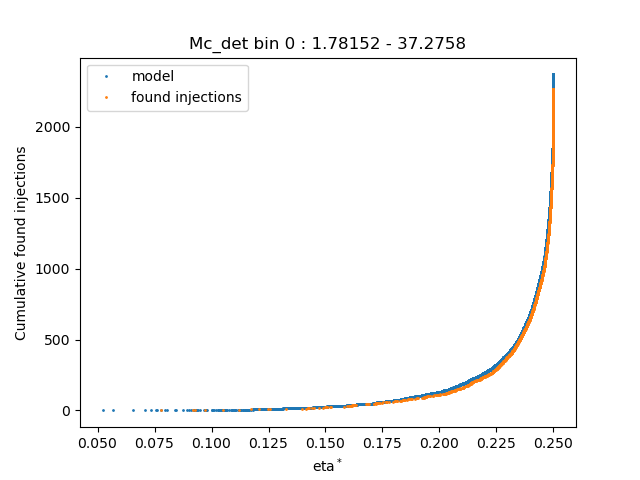 Mc_det bin 0 : 1.78152 - 37.2758
model
found injections
Cumulative found injections
2000
1500
1000
500
0
0.050 0.075 0.100 0.125 0.150 0.175 0.200 0.225 0.250
eta*